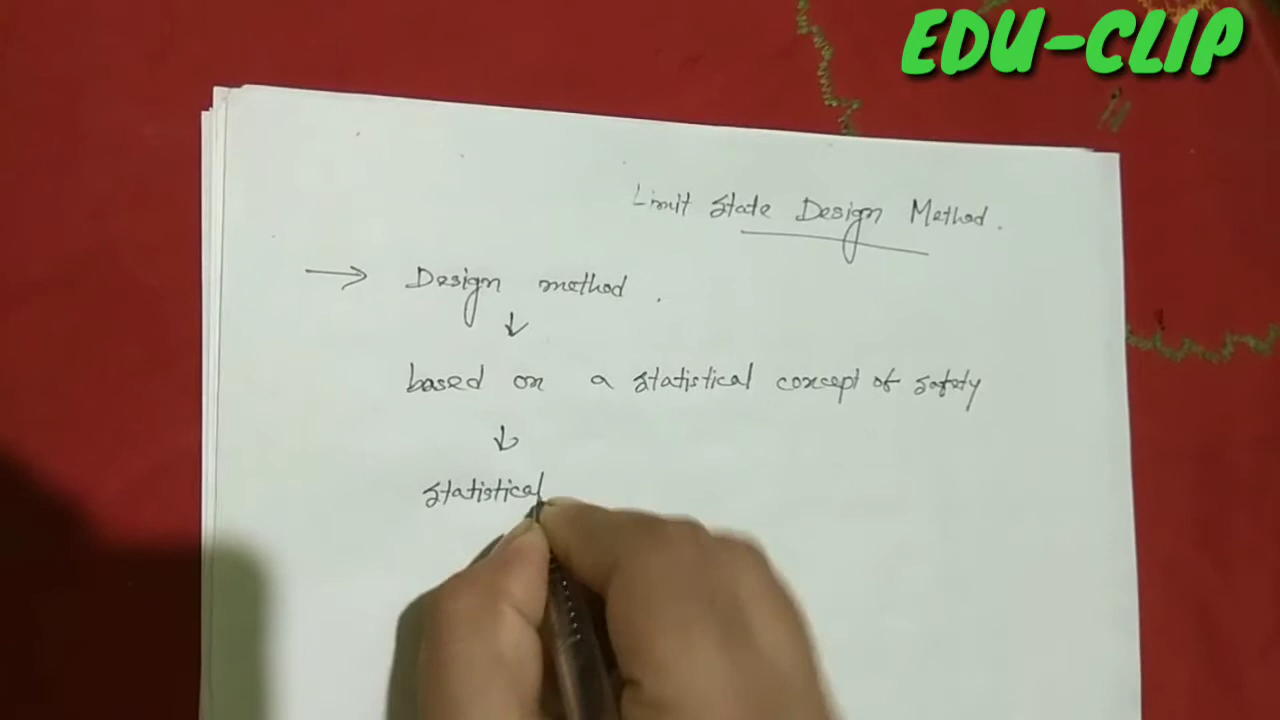 EDU-CLIP
Limit State Design Method.
→ Design method.
↓
based on a statistical concept of safety
↓
statistical